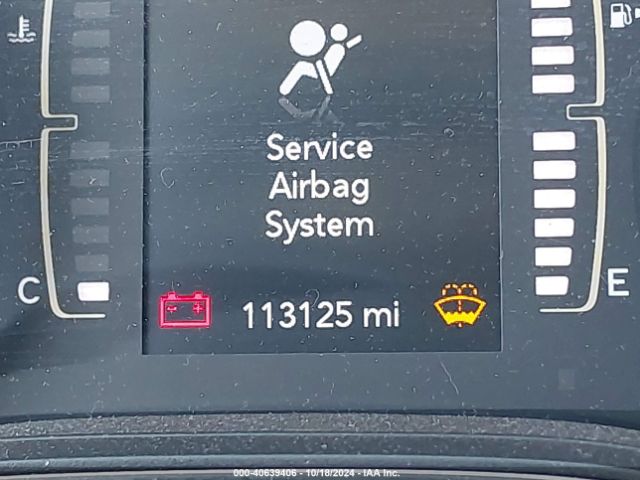 Service
Airbag
System
C
E
113125 mi
000-40639406 - 10/18/2024 - IAA Inc.